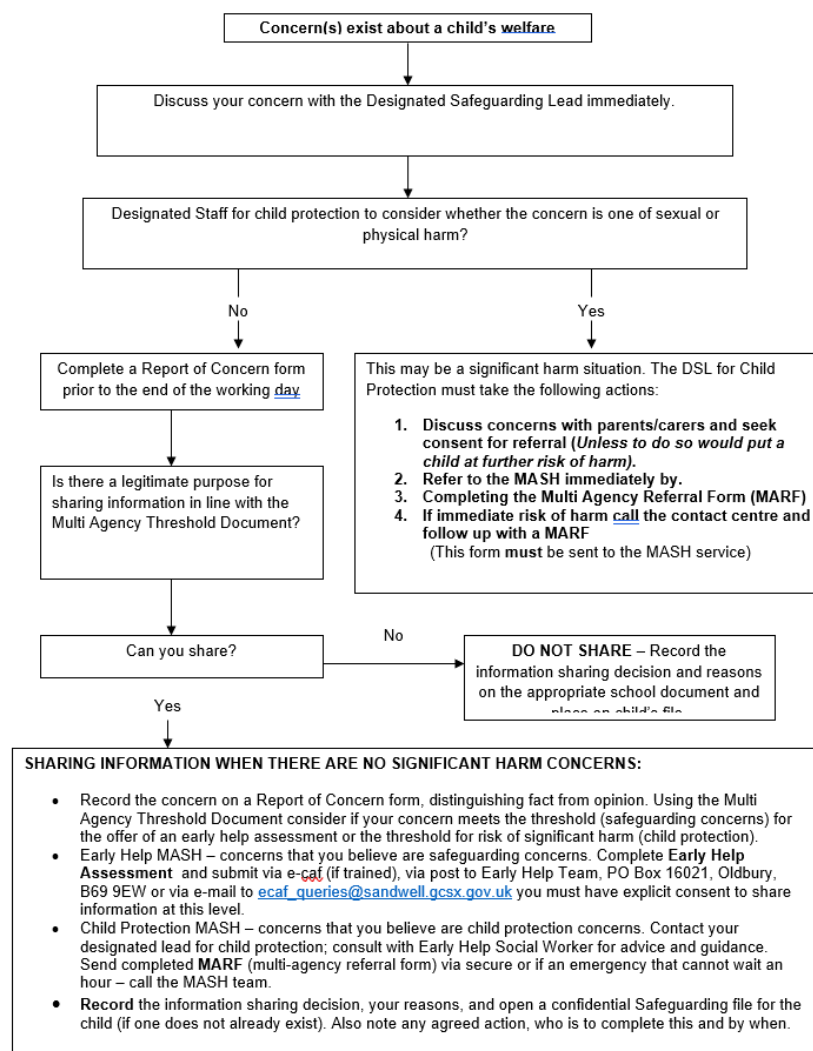 Concern(s) exist about a child's welfare
Discuss your concern with the Designated Safeguarding Lead immediately.
Designated Staff for child protection to consider whether the concern is one of sexual or
physical harm?
No
Yes
Complete a Report of Concern form
prior to the end of the working day
This may be a significant harm situation. The DSL for Child
Protection must take the following actions:
1. Discuss concerns with parents/carers and seek
consent for referral (Unless to do so would put a
child at further risk of harm).
2. Refer to the MASH immediately by.
3. Completing the Multi Agency Referral Form (MARF)
4. If immediate risk of harm call the contact centre and
follow up with a MARF
(This form must be sent to the MASH service)
Is there a legitimate purpose for
sharing information in line with the
Multi Agency Threshold Document?
Can you share?
No
DO NOT SHARE – Record the
information sharing decision and reasons
on the appropriate school document and
place on child's file
Yes
SHARING INFORMATION WHEN THERE ARE NO SIGNIFICANT HARM CONCERNS:
• Record the concern on a Report of Concern form, distinguishing fact from opinion. Using the Multi
Agency Threshold Document consider if your concern meets the threshold (safeguarding concerns) for
the offer of an early help assessment or the threshold for risk of significant harm (child protection).
• Early Help MASH – concerns that you believe are safeguarding concerns. Complete Early Help
Assessment and submit via e-caf (if trained), via post to Early Help Team, PO Box 16021, Oldbury,
B69 9EW or via e-mail to ecaf_queries@sandwell.gcsx.gov.uk you must have explicit consent to share
information at this level.
• Child Protection MASH – concerns that you believe are child protection concerns. Contact your
designated lead for child protection; consult with Early Help Social Worker for advice and guidance.
Send completed MARF (multi-agency referral form) via secure or if an emergency that cannot wait an
hour – call the MASH team.
• Record the information sharing decision, your reasons, and open a confidential Safeguarding file for the
child (if one does not already exist). Also note any agreed action, who is to complete this and by when.